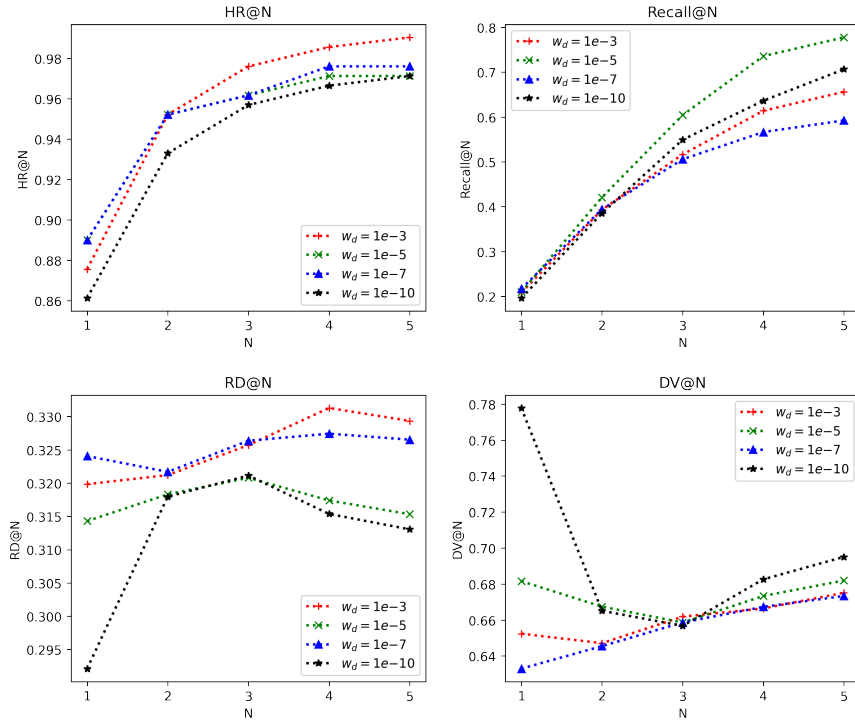 HR@N
HR@N
0.98
0.96
0.94
0.92
0.90
0.88
0.86
1 2 3 4 5
N
w_d = 1e−3
w_d = 1e−5
w_d = 1e−7
w_d = 1e−10
Recall@N
Recall@N
0.8
0.7
0.6
0.5
0.4
0.3
0.2
1 2 3 4 5
N
w_d = 1e−3
w_d = 1e−5
w_d = 1e−7
w_d = 1e−10
RD@N
RD@N
0.330
0.325
0.320
0.315
0.310
0.305
0.300
0.295
1 2 3 4 5
N
w_d = 1e−3
w_d = 1e−5
w_d = 1e−7
w_d = 1e−10
DV@N
DV@N
0.78
0.76
0.74
0.72
0.70
0.68
0.66
0.64
1 2 3 4 5
N
w_d = 1e−3
w_d = 1e−5
w_d = 1e−7
w_d = 1e−10